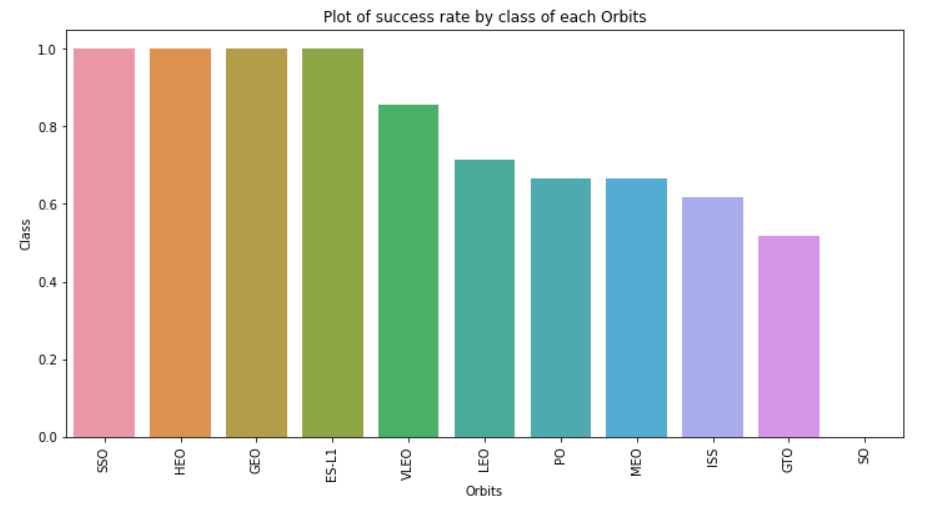 Plot of success rate by class of each Orbits
1.0
0.8
0.6
0.4
0.2
0.0
Class
SSO
HEO
GEO
ES-L1
VLEO
LEO
PO
MEO
ISS
GTO
SO
Orbits